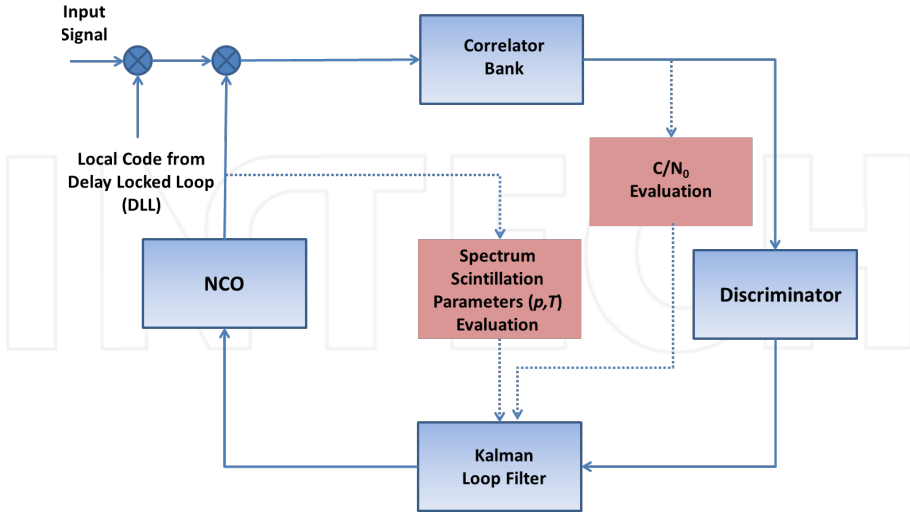 Input
Signal
Correlator
Bank
Local Code from
Delay Locked Loop
(DLL)
C/N₀
Evaluation
NCO
Spectrum
Scintillation
Parameters (p,T)
Evaluation
Discriminator
Kalman
Loop Filter
INTECH